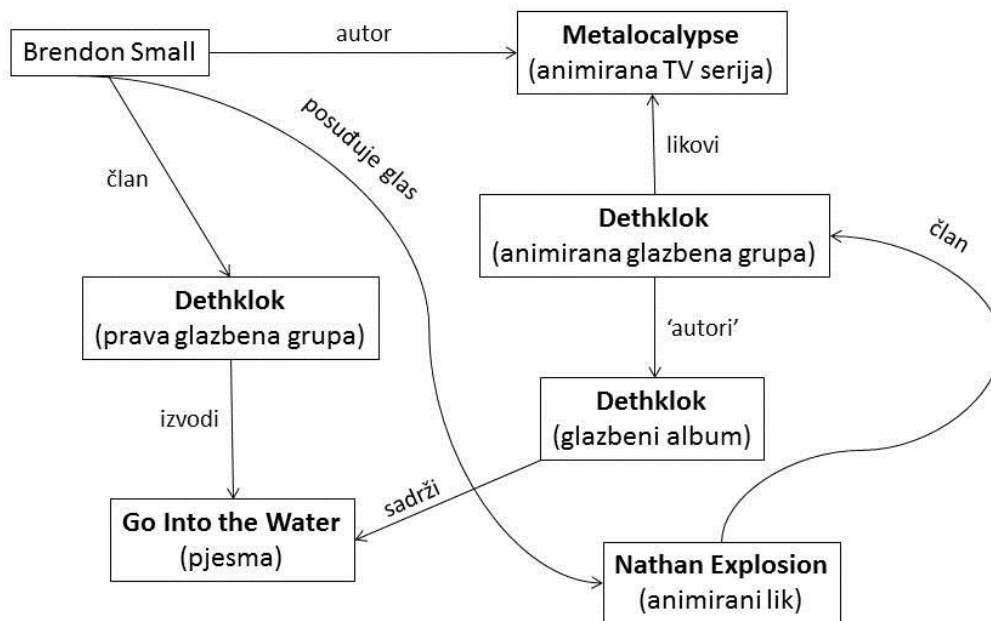 Brendon Small
autor
Metalocalypse
(animirana TV serija)
posuđuje glas
likovi
član
Dethklok
(animirana glazbena grupa)
član
Dethklok
(prava glazbena grupa)
‘autori’
izvodi
Dethklok
(glazbeni album)
sadrži
Go Into the Water
(pjesma)
Nathan Explosion
(animirani lik)